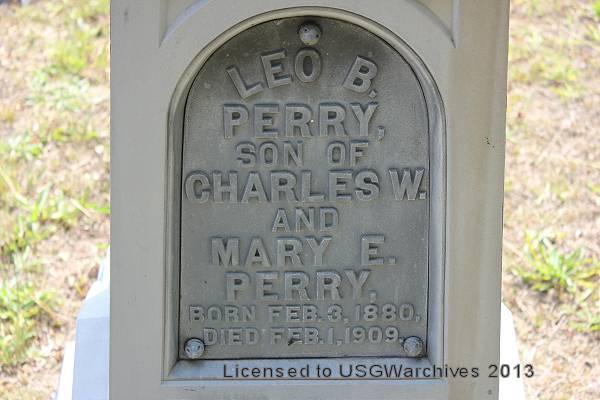 LEO B.
PERRY,
SON OF
CHARLES W.
AND
MARY E.
PERRY,
BORN FEB. 3, 1880,
DIED FEB. 1, 1909.
Licensed to USGWarchives 2013